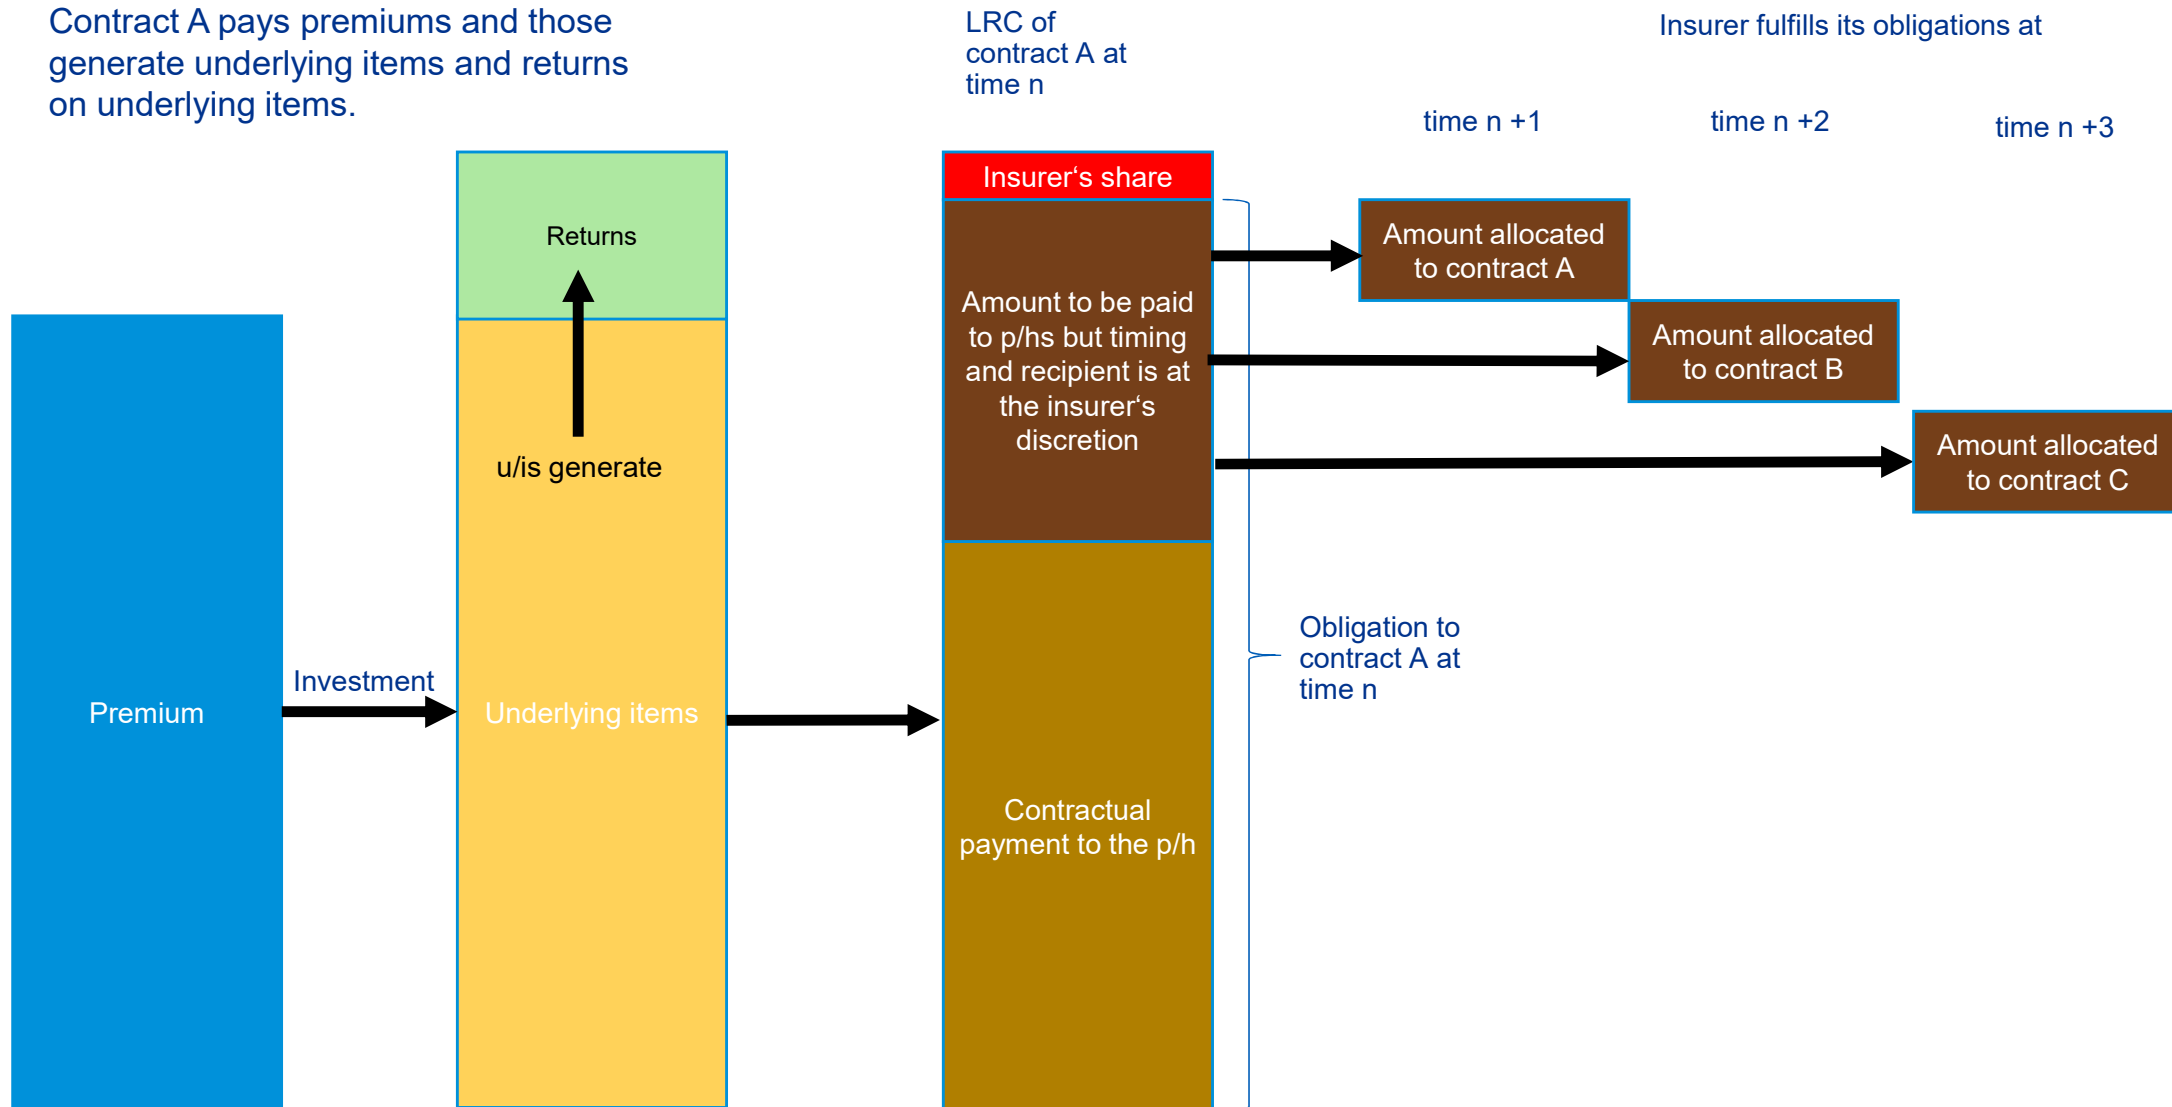 Contract A pays premiums and those
generate underlying items and returns
on underlying items.
LRC of
contract A at
time n
Insurer fulfills its obligations at
time n +1
time n +2
time n +3
Premium
Investment
Returns
u/is generate
Underlying items
Insurer‘s share
Amount to be paid
to p/hs but timing
and recipient is at
the insurer‘s
discretion
Contractual
payment to the p/h
Obligation to
contract A at
time n
Amount allocated
to contract A
Amount allocated
to contract B
Amount allocated
to contract C